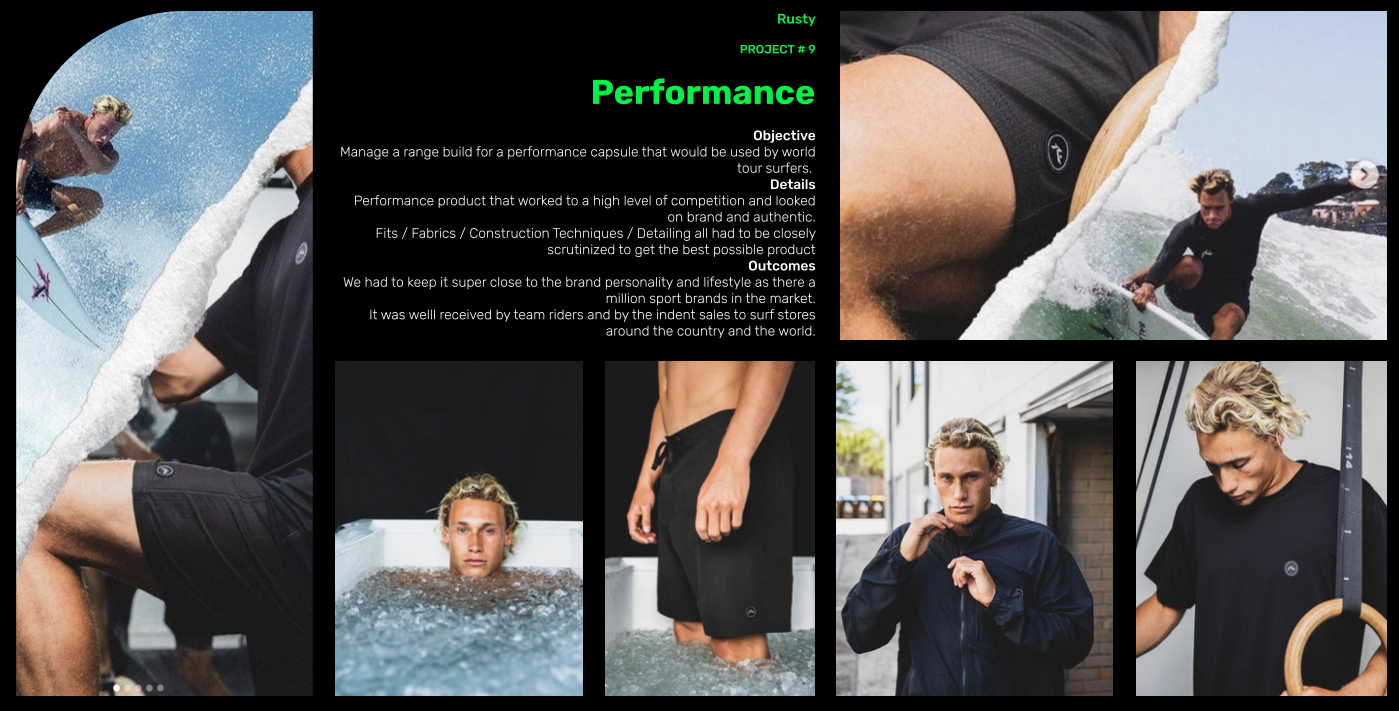 Rusty
PROJECT # 9
Performance
Objective
Manage a range build for a performance capsule that would be used by world
tour surfers.
Details
Performance product that worked to a high level of competition and looked
on brand and authentic.
Fits / Fabrics / Construction Techniques / Detailing all had to be closely
scrutinized to get the best possible product
Outcomes
We had to keep it super close to the brand personality and lifestyle as there a
million sport brands in the market.
It was welll received by team riders and by the indent sales to surf stores
around the country and the world.
14